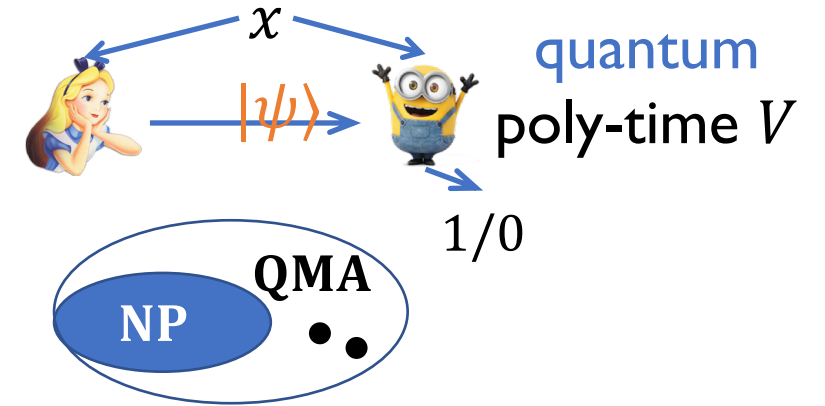 x
quantum
|ψ⟩
poly-time V
1/0
QMA
NP